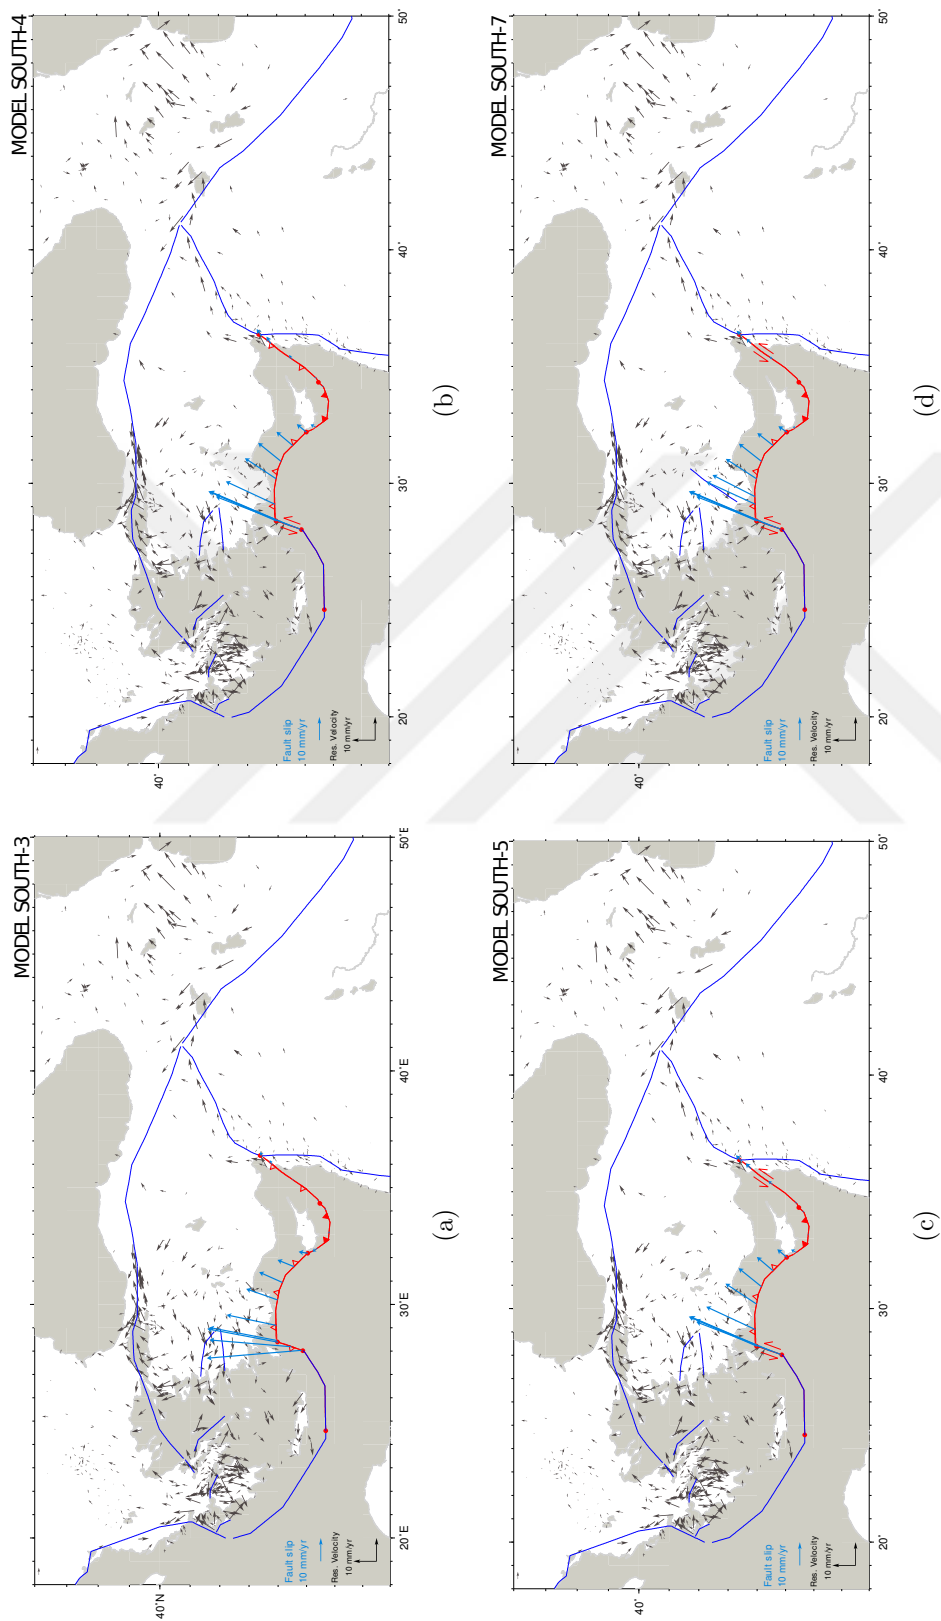 MODEL SOUTH-3
40˚N
20˚E
30˚E
40˚E
50˚E
Fault slip
10 mm/yr
Res. Velocity
10 mm/yr
(a)
MODEL SOUTH-4
40˚
20˚
30˚
40˚
50˚
Fault slip
10 mm/yr
Res. Velocity
10 mm/yr
(b)
MODEL SOUTH-5
40˚
20˚
30˚
40˚
50˚
Fault slip
10 mm/yr
Res. Velocity
10 mm/yr
(c)
MODEL SOUTH-7
40˚
20˚
30˚
40˚
50˚
Fault slip
10 mm/yr
Res. Velocity
10 mm/yr
(d)